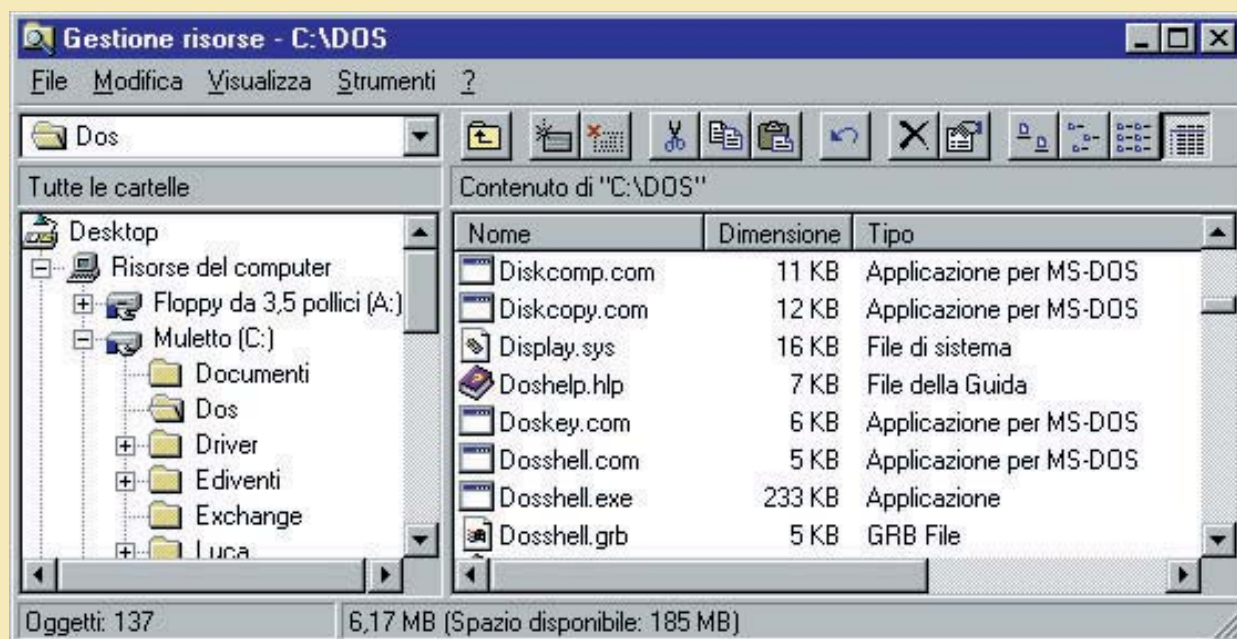 Gestione risorse - C:\DOS
File Modifica Visualizza Strumenti ?
Dos
Tutte le cartelle
Contenuto di "C:\DOS"
Desktop
Risorse del computer
Floppy da 3,5 pollici (A:)
Muletto (C:)
Documenti
Dos
Driver
Ediventi
Exchange
Luca
Nome Dimensione Tipo
Diskcomp.com 11 KB Applicazione per MS-DOS
Diskcopy.com 12 KB Applicazione per MS-DOS
Display.sys 16 KB File di sistema
Doshelp.hlp 7 KB File della Guida
Doskey.com 6 KB Applicazione per MS-DOS
Dosshell.com 5 KB Applicazione per MS-DOS
Dosshell.exe 233 KB Applicazione
Dosshell.grb 5 KB GRB File
Oggetti: 137
6,17 MB (Spazio disponibile: 185 MB)